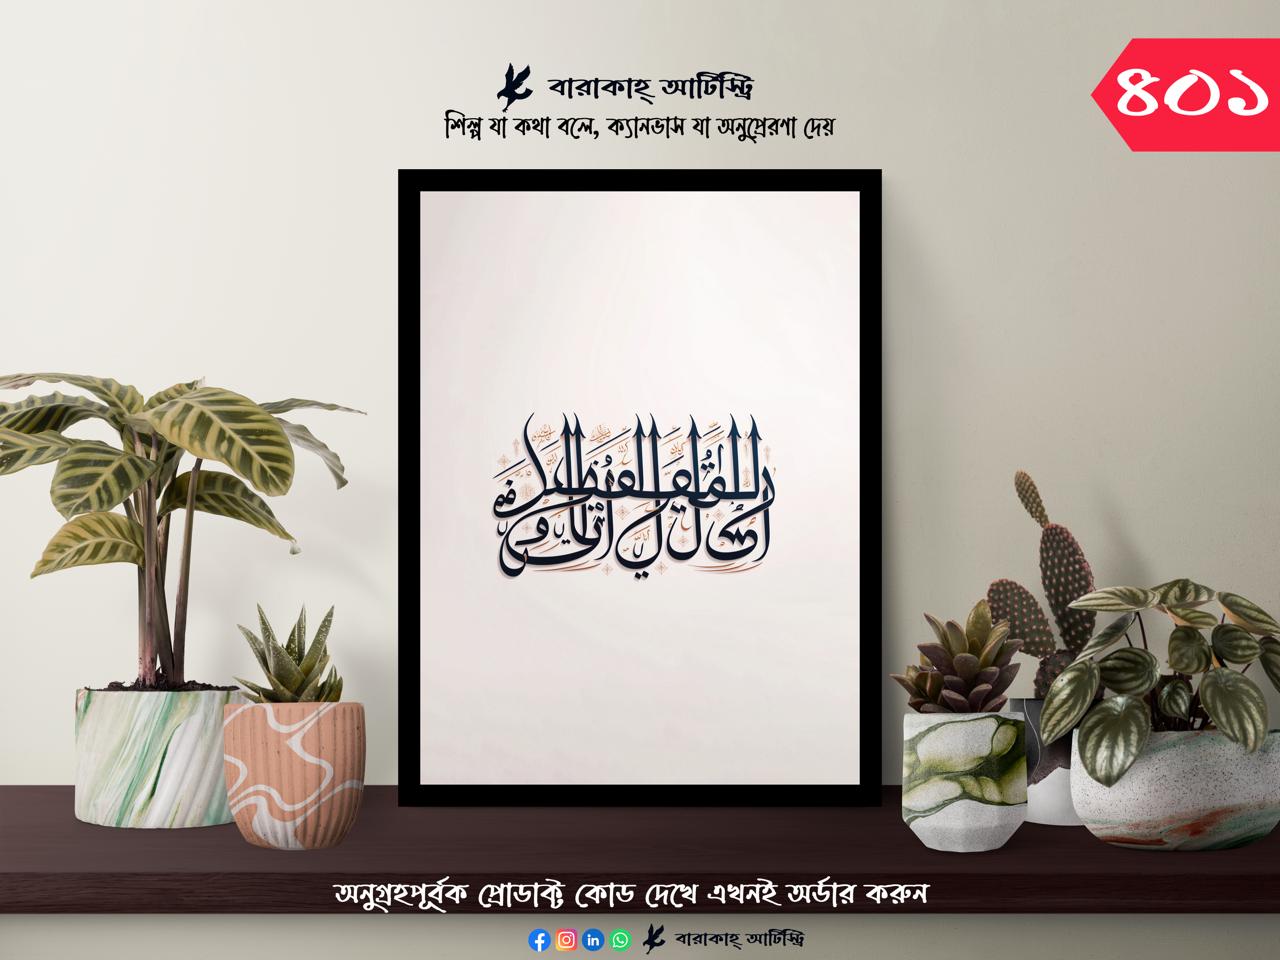 বারাকাহ্ আর্টিস্ট্রি
শিল্প যা কথা বলে, ক্যানভাস যা অনুপ্রেরণা দেয়
৪০১
অনুগ্রহপূর্বক প্রোডাক্ট কোড দেখে এখনই অর্ডার করুন
বারাকাহ্ আর্টিস্ট্রি